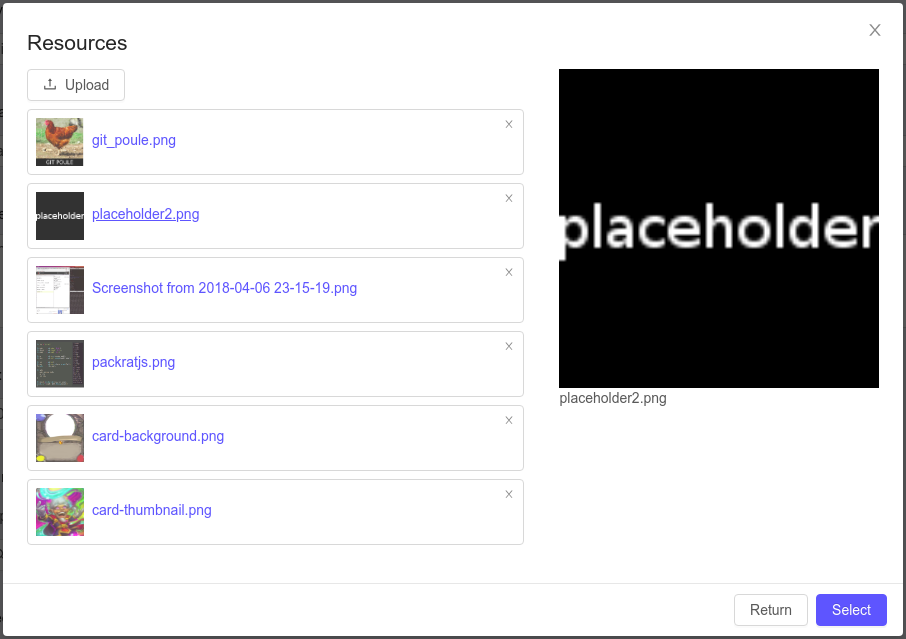 Resources
Upload
GIT POULE
git_poule.png
placeholder
placeholder2.png
Screenshot from 2018-04-06 23-15-19.png
packratjs.png
card-background.png
card-thumbnail.png
placeholder
placeholder2.png
Return
Select